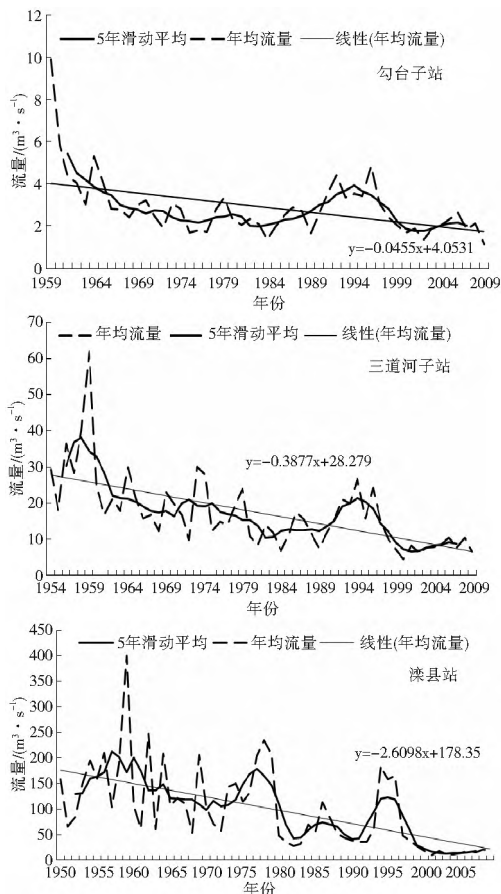 12
5年滑动平均 年均流量 线性(年均流量)
勾台子站
10
8
6
4
2
0
流量/(m³·s⁻¹)
y=-0.0455x+4.0531
1959 1964 1969 1974 1979 1984 1989 1994 1999 2004 2009
年份
70
年均流量 5年滑动平均 线性(年均流量)
三道河子站
60
50
40
30
20
10
0
流量/(m³·s⁻¹)
y=-0.3877x+28.279
1954 1959 1964 1969 1974 1979 1984 1989 1994 1999 2004 2009
年份
450
5年滑动平均 年均流量 线性(年均流量)
滦县站
400
350
300
250
200
150
100
50
0
流量/(m³·s⁻¹)
y=-2.6098x+178.35
1950 1955 1960 1965 1970 1975 1980 1985 1990 1995 2000 2005
年份